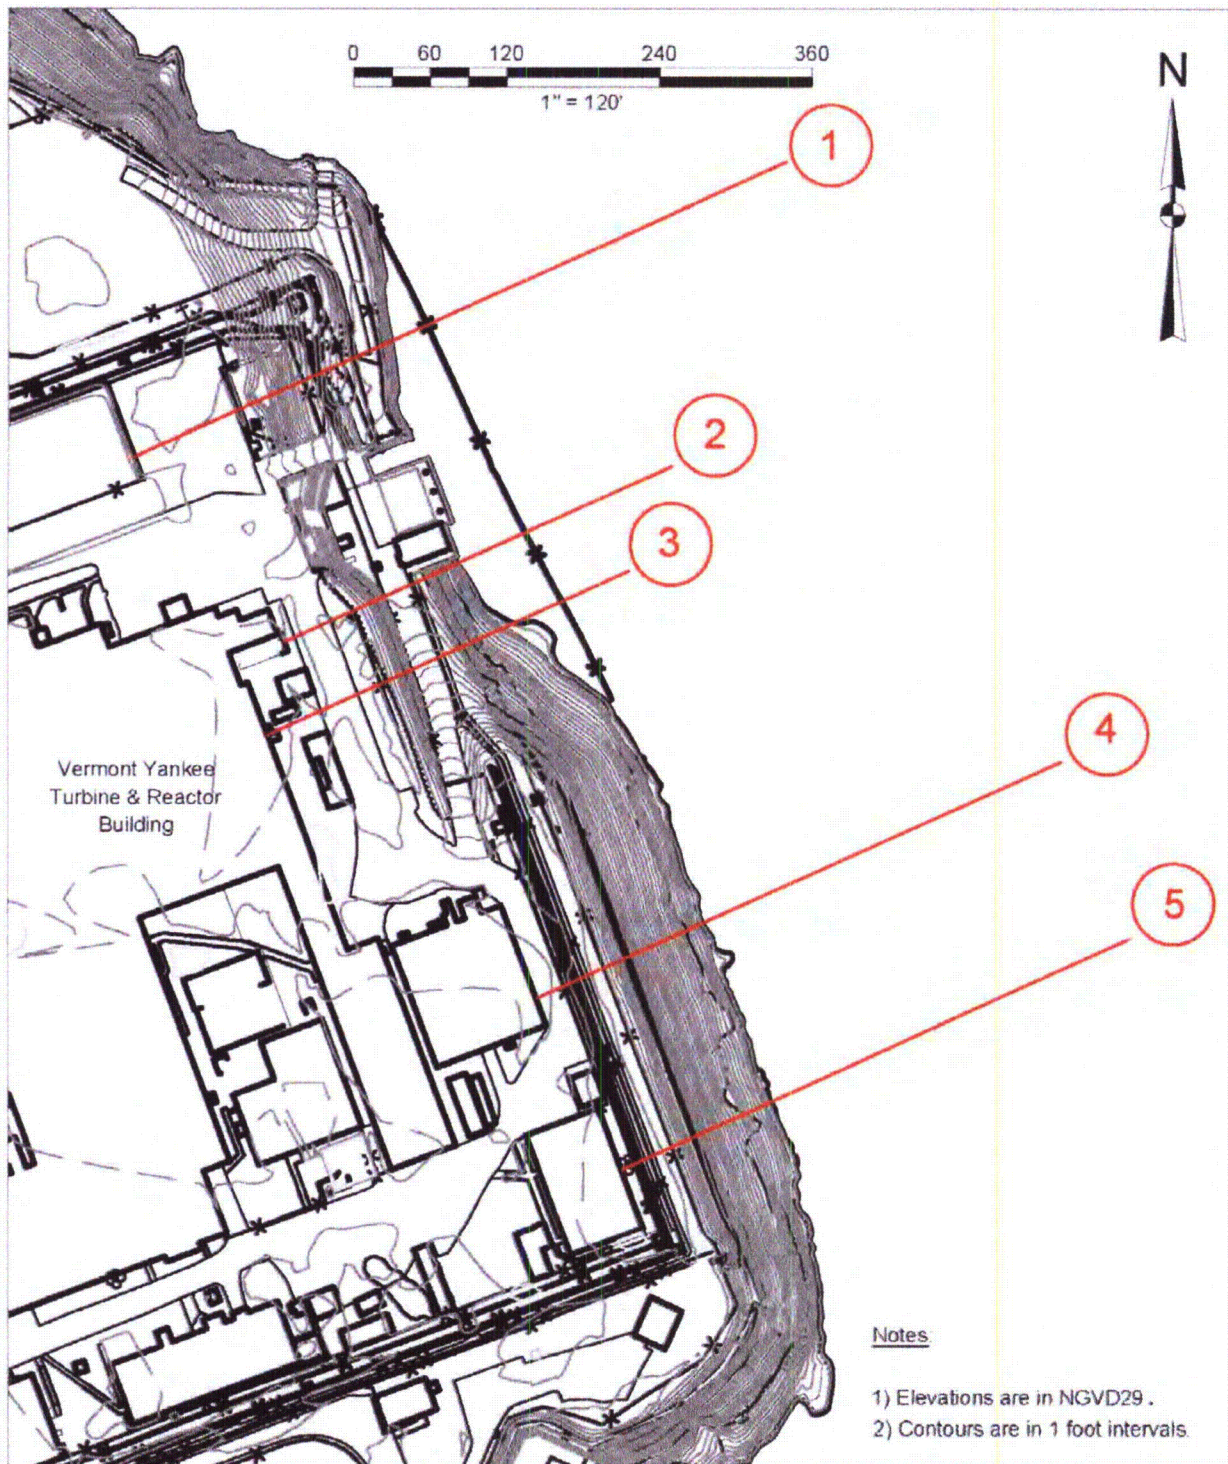 0 60 120 240 360
1" = 120'
N
1
2
3
4
5
Vermont Yankee
Turbine & Reactor
Building
Notes:
1) Elevations are in NGVD29 .
2) Contours are in 1 foot intervals.